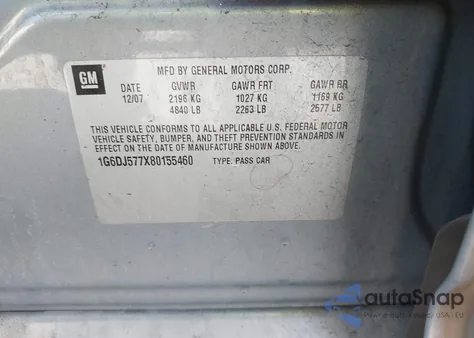 GM
MFD BY GENERAL MOTORS CORP.
DATE GVWR GAWR FRT GAWR RR
12/07 2196 KG 1027 KG 1169 KG
4840 LB 2263 LB 2577 LB
THIS VEHICLE CONFORMS TO ALL APPLICABLE U.S. FEDERAL MOTOR
VEHICLE SAFETY, BUMPER, AND THEFT PREVENTION STANDARDS
IN EFFECT ON THE DATE OF MANUFACTURE SHOWN ABOVE.
1G6DJ577X80155460 TYPE: PASS CAR
autoSnap